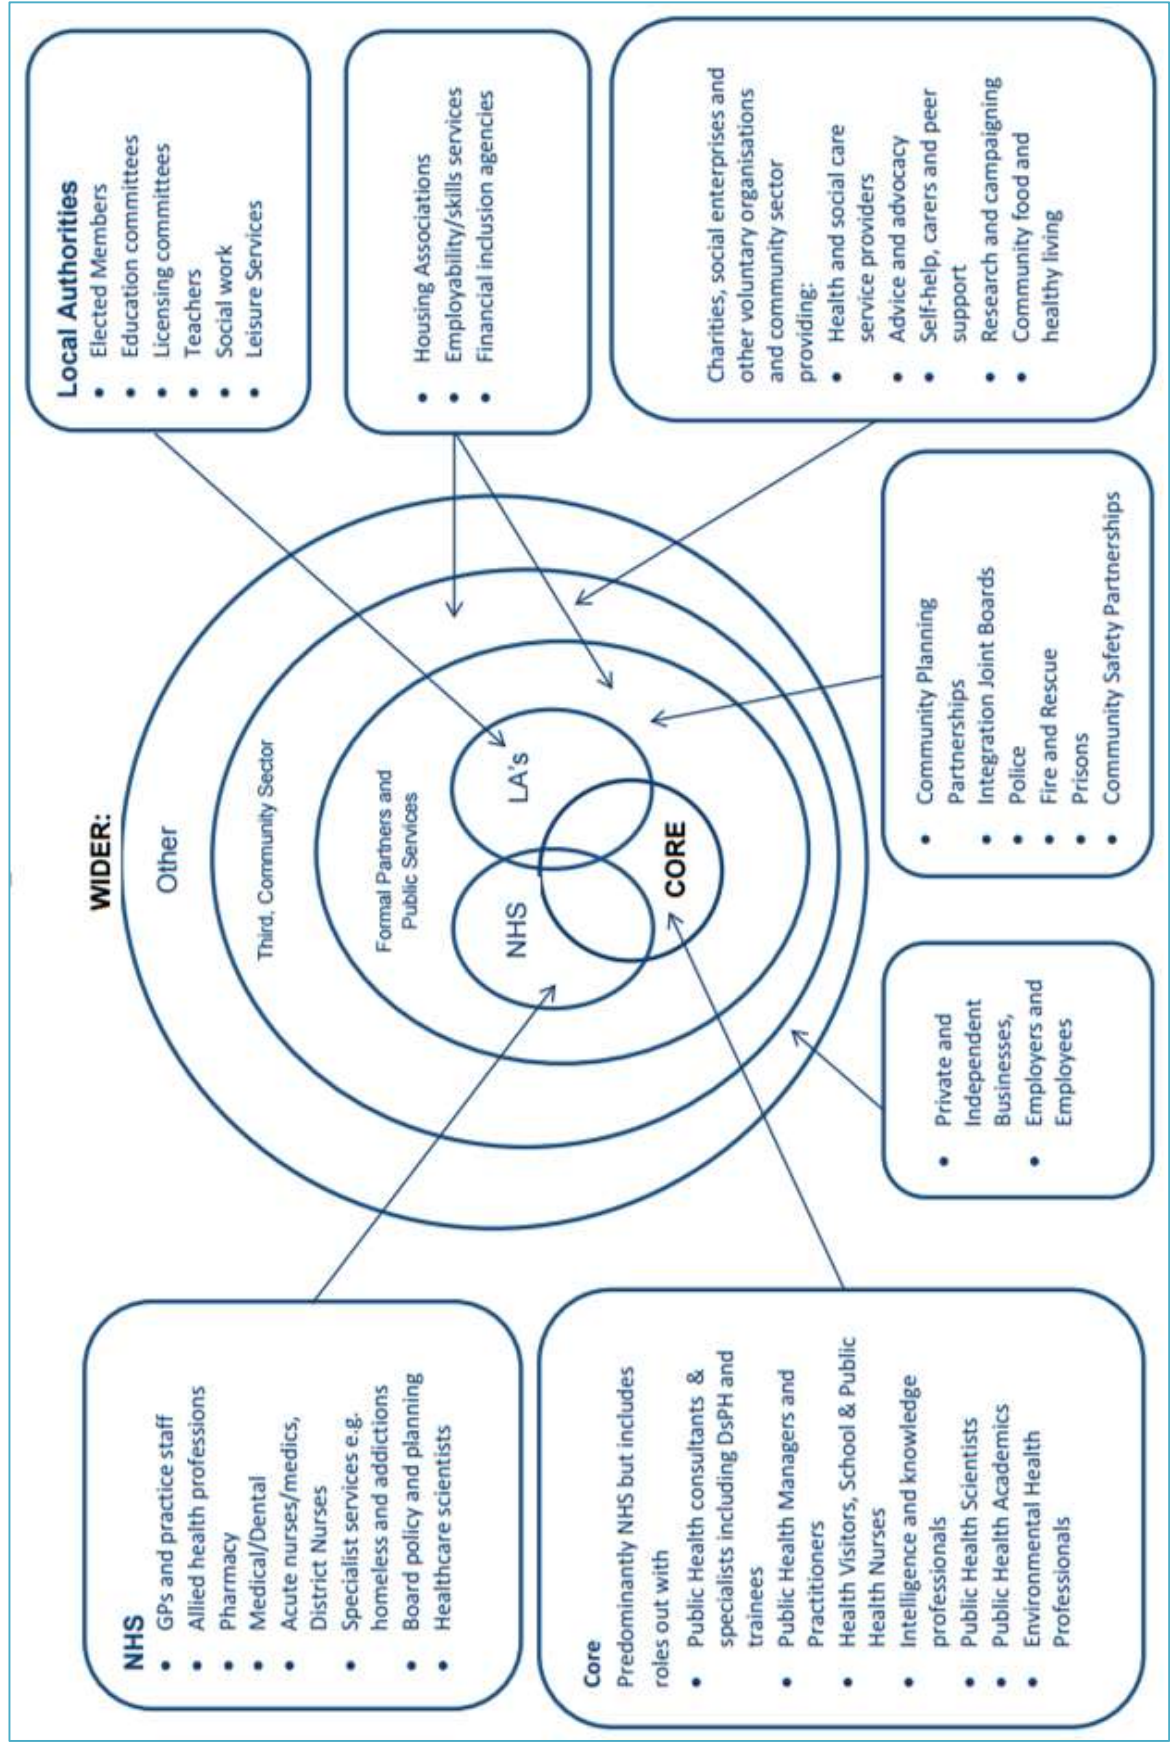 WIDER:
Other
Third, Community Sector
Formal Partners and
Public Services
NHS
LA's
CORE
NHS
• GPs and practice staff
• Allied health professions
• Pharmacy
• Medical/Dental
• Acute nurses/medics,
District Nurses
• Specialist services e.g.
homeless and addictions
• Board policy and planning
• Healthcare scientists
Core
Predominantly NHS but includes
roles out with
• Public Health consultants &
specialists including DsPH and
trainees
• Public Health Managers and
Practitioners
• Health Visitors, School & Public
Health Nurses
• Intelligence and knowledge
professionals
• Public Health Scientists
• Public Health Academics
• Environmental Health
Professionals
Local Authorities
• Elected Members
• Education committees
• Licensing committees
• Teachers
• Social work
• Leisure Services
• Housing Associations
• Employability/skills services
• Financial inclusion agencies
Charities, social enterprises and
other voluntary organisations
and community sector
providing:
• Health and social care
service providers
• Advice and advocacy
• Self-help, carers and peer
support
• Research and campaigning
• Community food and
healthy living
• Community Planning
Partnerships
• Integration Joint Boards
• Police
• Fire and Rescue
• Prisons
• Community Safety Partnerships
• Private and
Independent
Businesses,
• Employers and
Employees